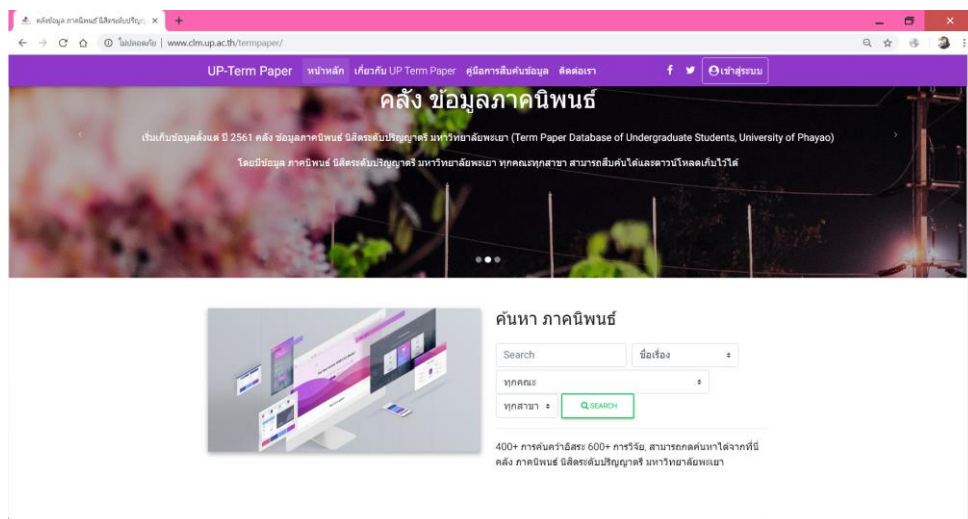 คลังข้อมูล ภาคนิพนธ์ นิสิตระดับปริญ
ไม่ปลอดภัย | www.clm.up.ac.th/termpaper/
UP-Term Paper หน้าหลัก เกี่ยวกับ UP Term Paper คู่มือการสืบค้นข้อมูล ติดต่อเรา เข้าสู่ระบบ
คลัง ข้อมูลภาคนิพนธ์
เริ่มเก็บข้อมูลตั้งแต่ ปี 2561 คลัง ข้อมูลภาคนิพนธ์ นิสิตระดับปริญญาตรี มหาวิทยาลัยพะเยา (Term Paper Database of Undergraduate Students, University of Phayao)
โดยมีข้อมูล ภาคนิพนธ์ นิสิตระดับปริญญาตรี มหาวิทยาลัยพะเยา ทุกคณะทุกสาขา สามารถสืบค้นได้และดาวน์โหลดเก็บไว้ได้
ค้นหา ภาคนิพนธ์
Search ชื่อเรื่อง
ทุกคณะ
ทุกสาขา SEARCH
400+ การค้นคว้าอิสระ 600+ การวิจัย, สามารถกดค้นหาได้จากที่นี่
คลัง ภาคนิพนธ์ นิสิตระดับปริญญาตรี มหาวิทยาลัยพะเยา